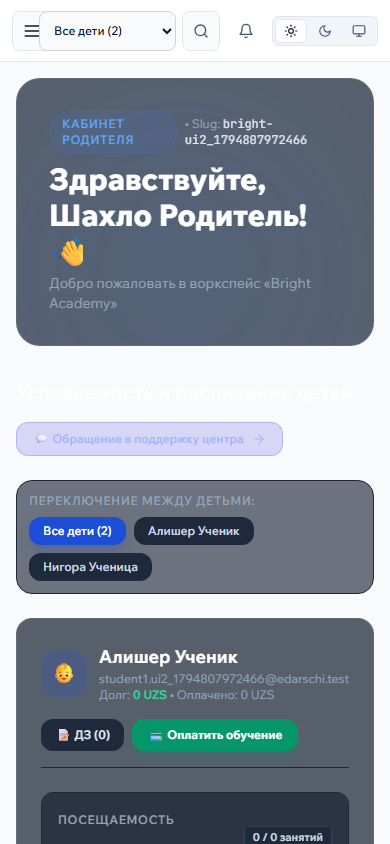 Все дети (2)
КАБИНЕТ
РОДИТЕЛЯ
• Slug: bright-
ui2_1794807972466
Здравствуйте,
Шахло Родитель!
Добро пожаловать в воркспейс «Bright
Academy»
Успеваемость и расписание детей
Обращение в поддержку центра →
ПЕРЕКЛЮЧЕНИЕ МЕЖДУ ДЕТЬМИ:
Все дети (2)
Алишер Ученик
Нигора Ученица
Алишер Ученик
student1.ui2_1794807972466@edarschi.test
Долг: 0 UZS • Оплачено: 0 UZS
ДЗ (0)
Оплатить обучение
ПОСЕЩАЕМОСТЬ
0 / 0 занятий